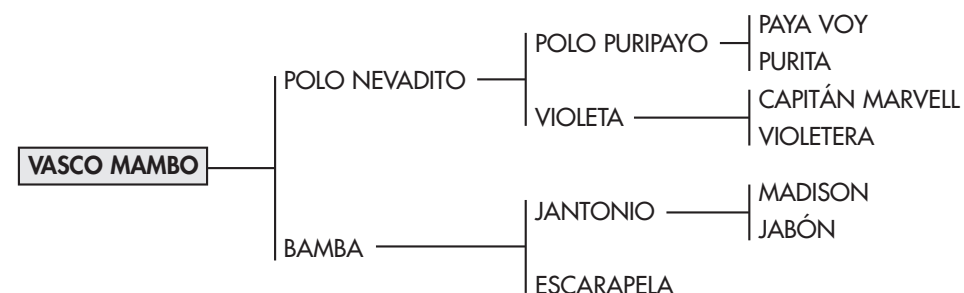 PAYA VOY
POLO PURIPAYO
PURITA
POLO NEVADITO
CAPITÁN MARVELL
VIOLETA
VIOLETERA
VASCO MAMBO
MADISON
JANTONIO
JABÓN
BAMBA
ESCARAPELA